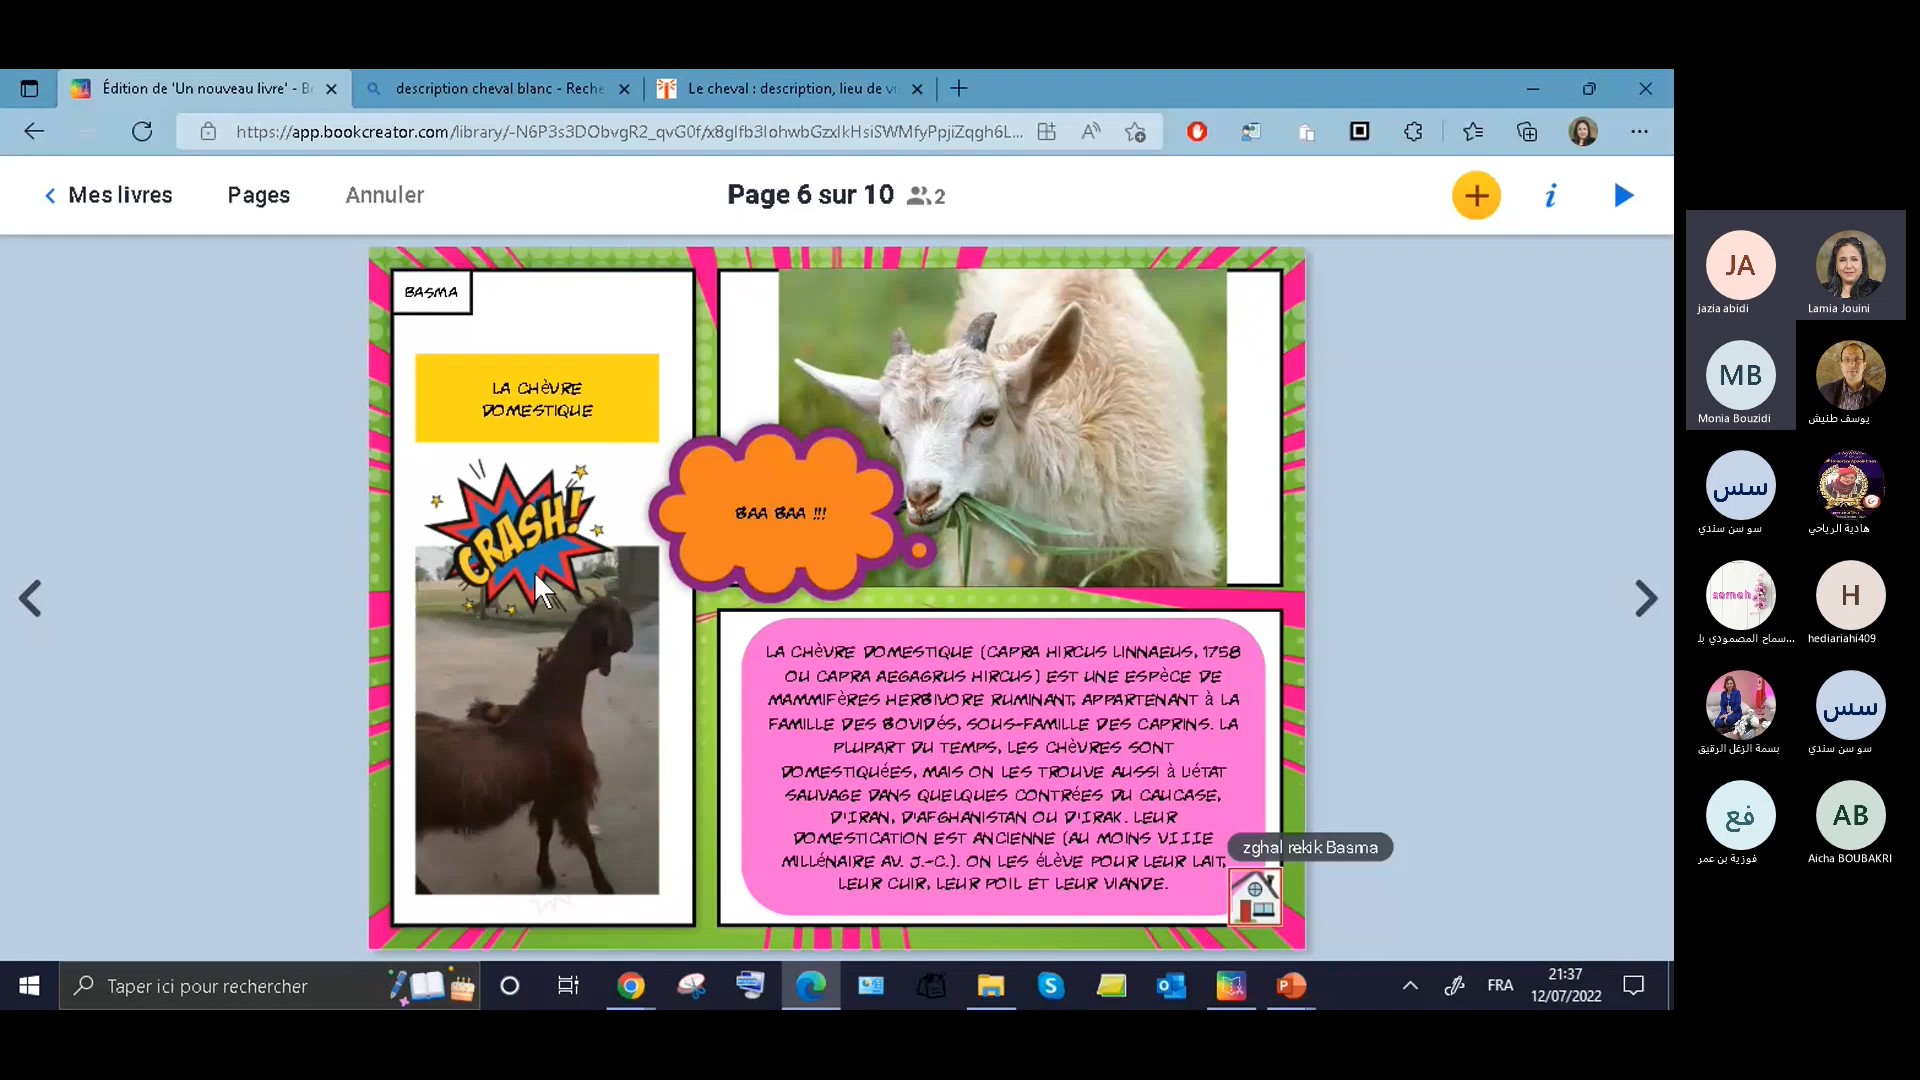 Édition de 'Un nouveau livre' - B
description cheval blanc - Reche
Le cheval : description, lieu de vi
https://app.bookcreator.com/library/-N6P3s3DObvgR2_qvG0f/x8glfb3IohwbGzxIkHsiSWMfyPpjiZqgh6L...
Mes livres
Pages
Annuler
Page 6 sur 10
2
BASMA
LA CHÈVRE
DOMESTIQUE
CRASH!
BAA BAA !!!
LA CHÈVRE DOMESTIQUE (CAPRA HIRCUS LINNAEUS, 1758
OU CAPRA AEGAGRUS HIRCUS) EST UNE ESPÈCE DE
MAMMIFÈRES HERBIVORE RUMINANT, APPARTENANT À LA
FAMILLE DES BOVIDÉS, SOUS-FAMILLE DES CAPRINS. LA
PLUPART DU TEMPS, LES CHÈVRES SONT
DOMESTIQUÉES, MAIS ON LES TROUVE AUSSI À L'ÉTAT
SAUVAGE DANS QUELQUES CONTRÉES DU CAUCASE,
D'IRAN, D'AFGHANISTAN OU D'IRAK. LEUR
DOMESTICATION EST ANCIENNE (AU MOINS VIIIE
MILLÉNAIRE AV. J.-C.). ON LES ÉLÈVE POUR LEUR LAIT,
LEUR CUIR, LEUR POIL ET LEUR VIANDE.
zghal rekik Basma
Taper ici pour rechercher
FRA
21:37
12/07/2022
JA
jazia abidi
Lamia Jouini
MB
Monia Bouzidi
يوسف طنيش
سس
سو سن سندي
هادية الرياحي
samah
سماح المصمودي بل...
H
hediariahi409
بسمة الزغل الرقيق
سس
سو سن سندي
فع
فوزية بن عمر
AB
Aicha BOUBAKRI